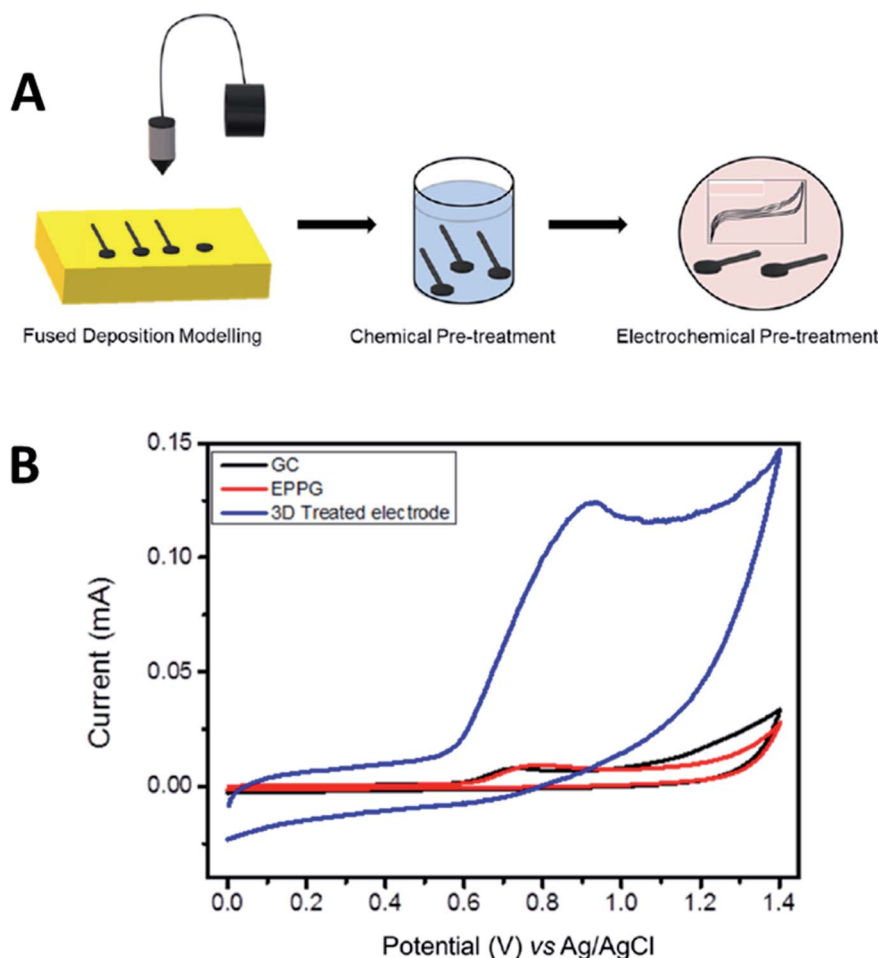 A
Fused Deposition Modelling
Chemical Pre-treatment
Electrochemical Pre-treatment
B
GC
EPPG
3D Treated electrode
0.15
0.10
0.05
0.00
Current (mA)
0.0 0.2 0.4 0.6 0.8 1.0 1.2 1.4
Potential (V) vs Ag/AgCl